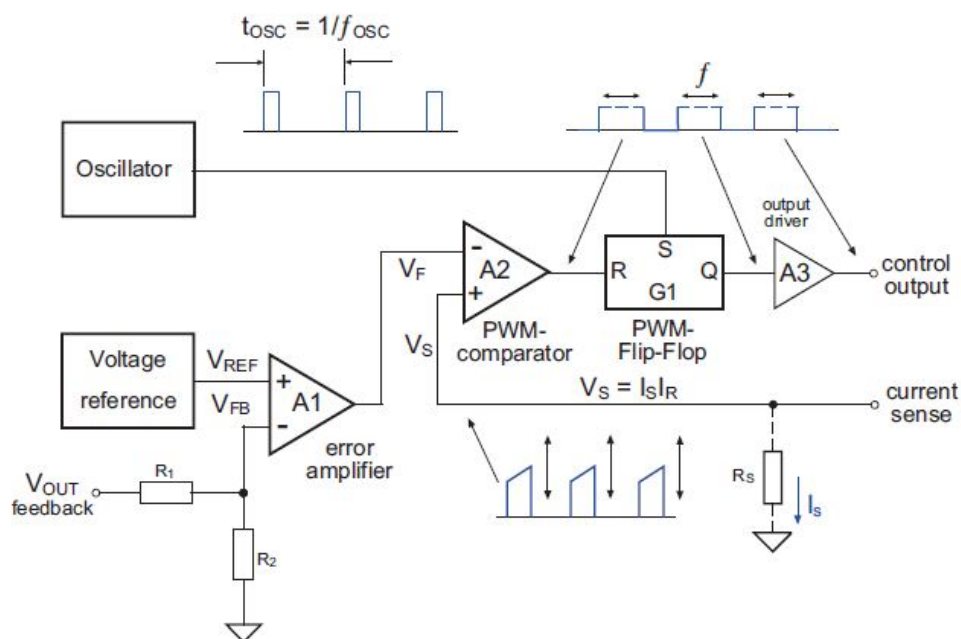 tOSC = 1/fOSC
f
Oscillator
output
driver
S
-
A2
+
R
Q
G1
A3
control
output
VF
VS
PWM-
comparator
PWM-
Flip-Flop
Voltage
reference
VREF
VFB
+
A1
-
error
amplifier
VS = ISIR
current
sense
R1
VOUT
feedback
R2
RS
Is